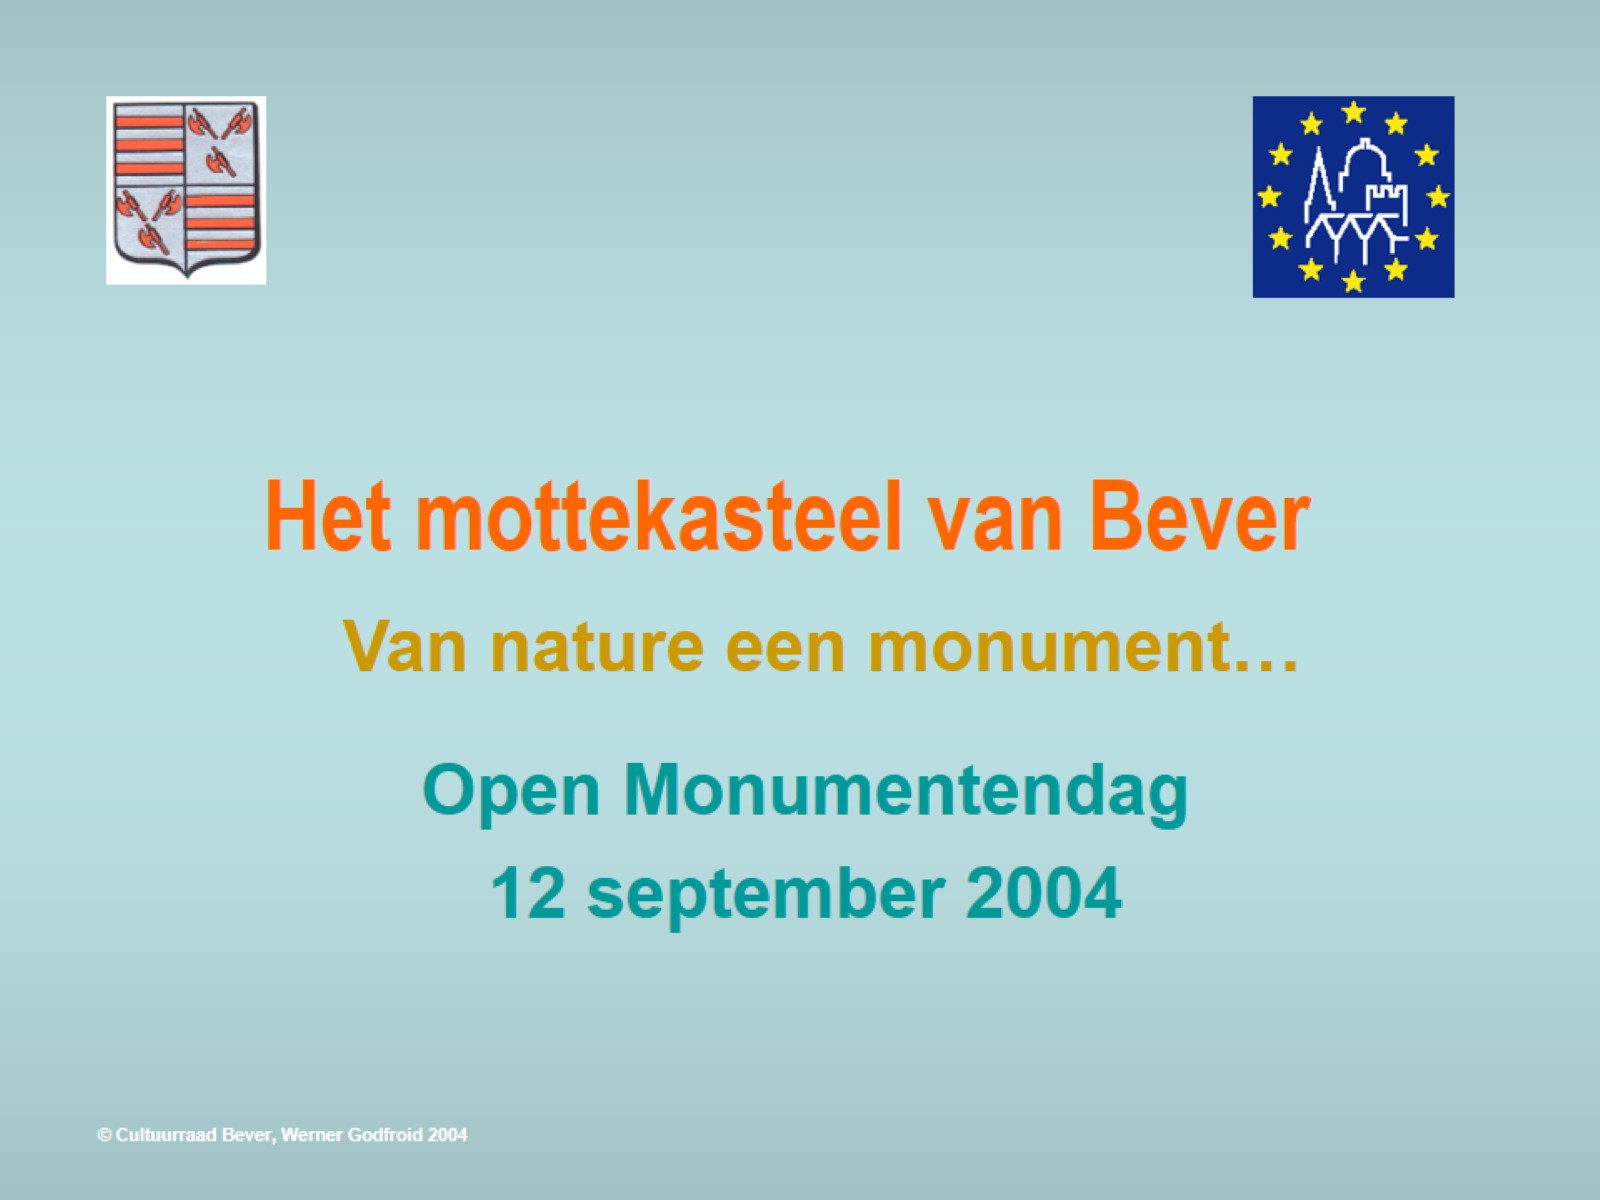 Het mottekasteel van Bever
Van nature een monument…
Open Monumentendag
12 september 2004
© Cultuurraad Bever, Werner Godfroid 2004